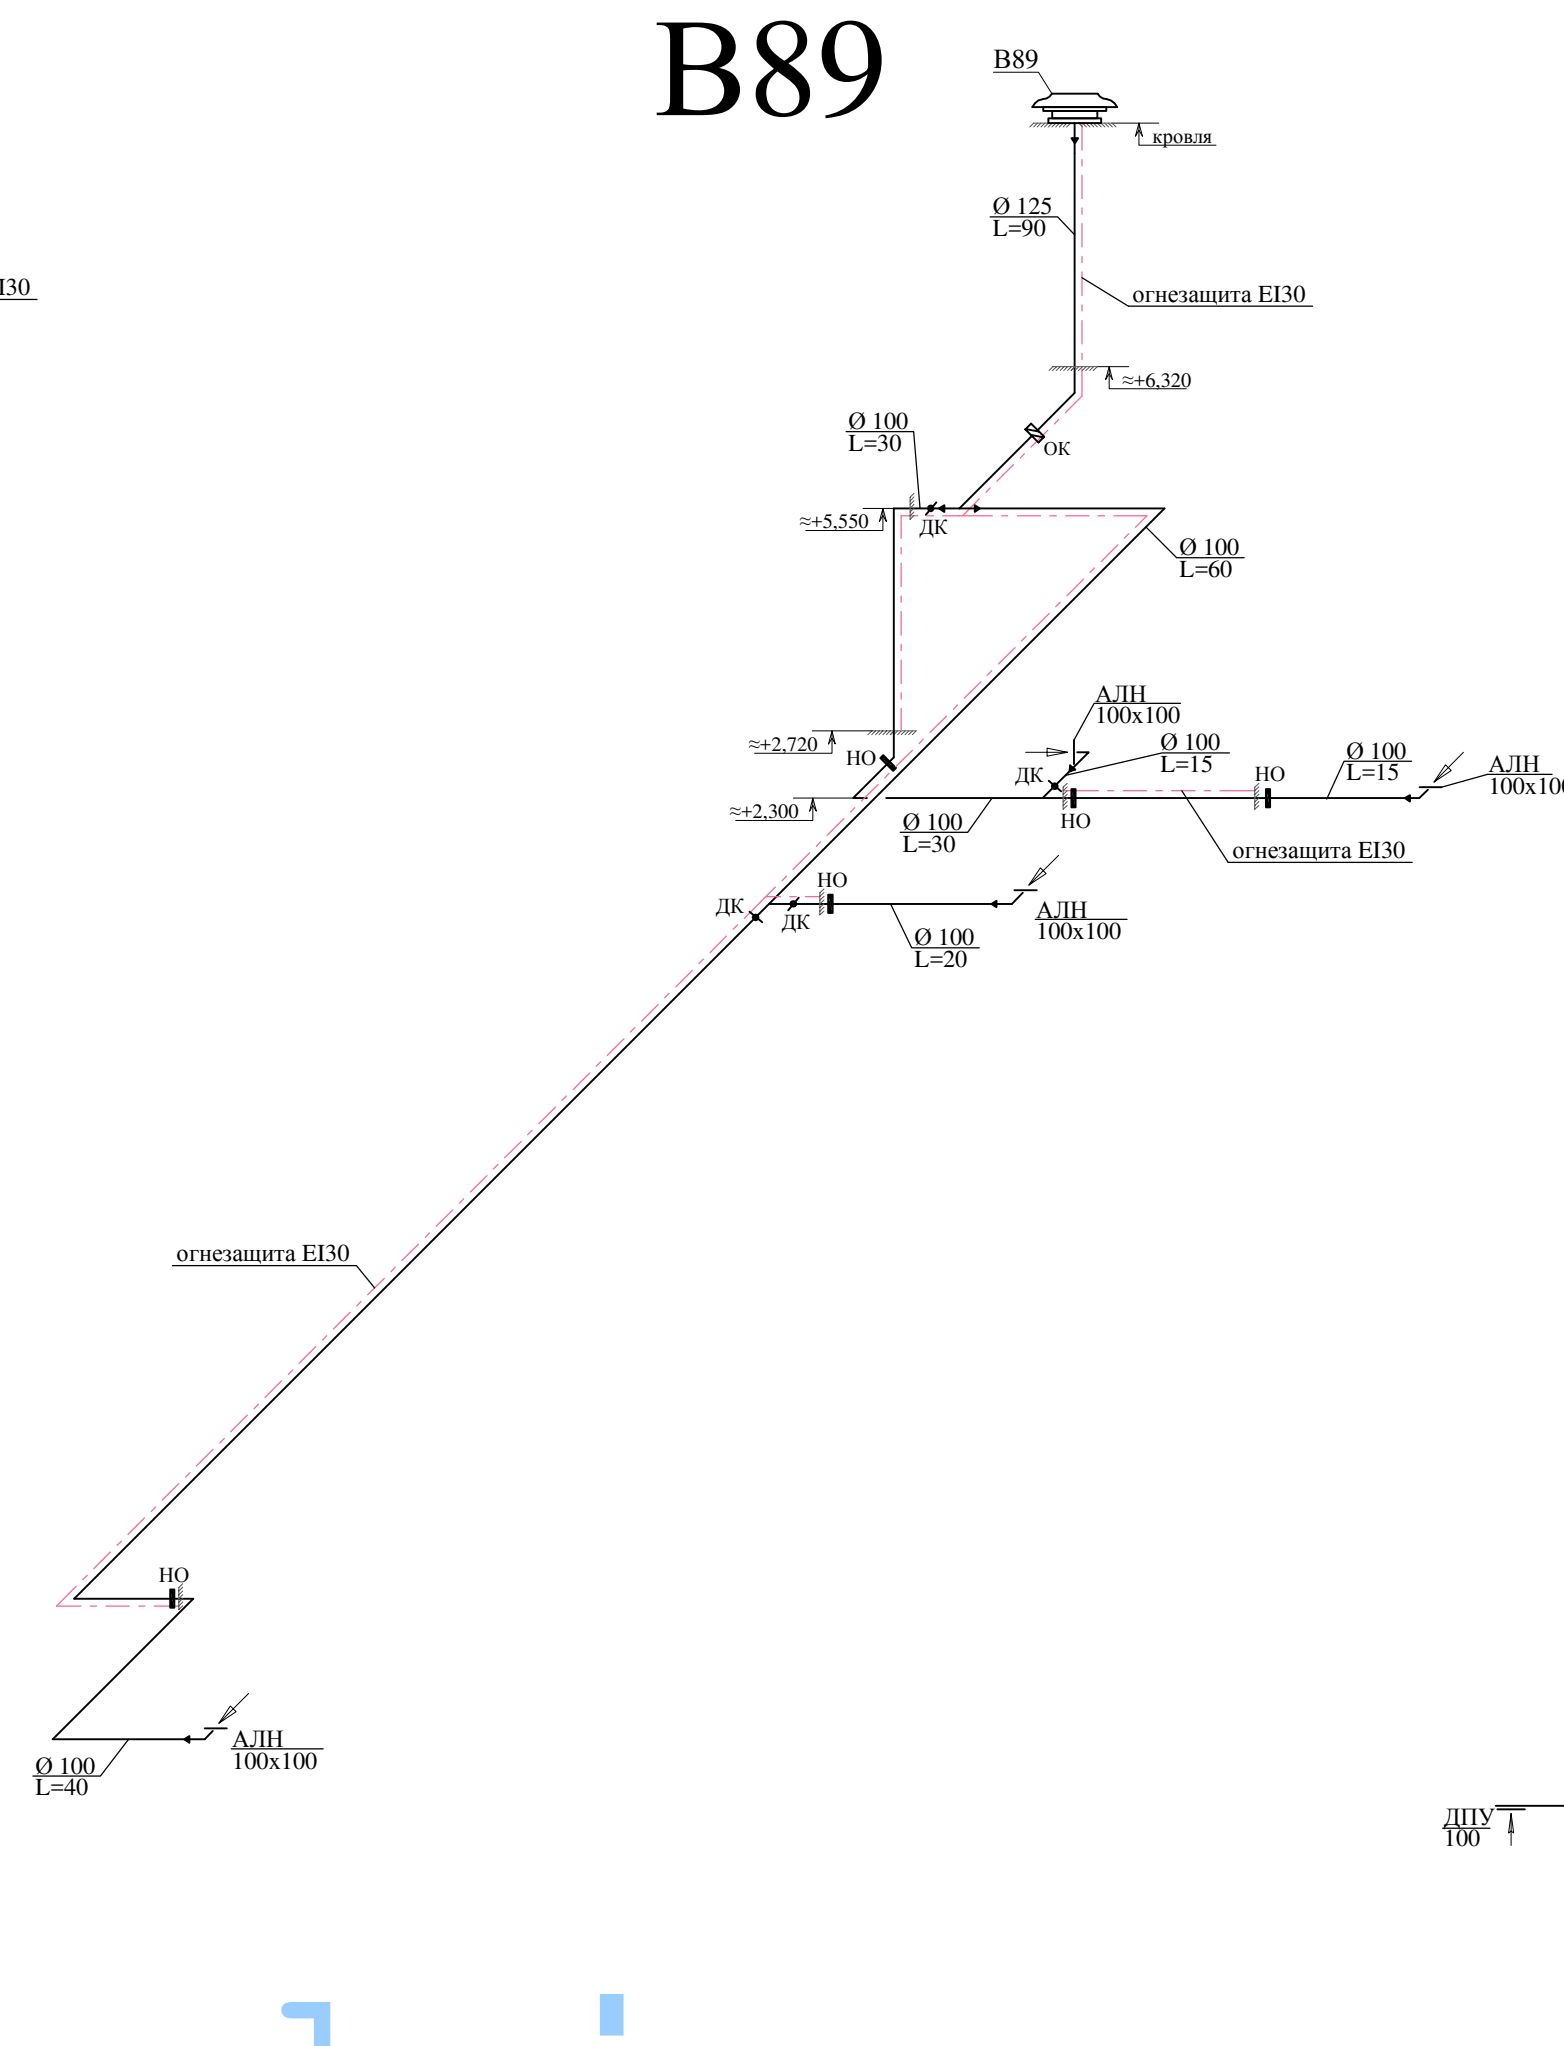 В89
В89
кровля
Ø 125
L=90
I30
огнезащита EI30
≈+6,320
Ø 100
L=30
ОК
≈+5,550
ДК
Ø 100
L=60
АЛН
100x100
≈+2,720
НО
Ø 100
L=15
Ø 100
L=15
ДК
НО
АЛН
100x100
≈+2,300
Ø 100
L=30
НО
огнезащита EI30
НО
ДК
ДК
АЛН
100x100
Ø 100
L=20
огнезащита EI30
НО
АЛН
100x100
Ø 100
L=40
ДПУ
100